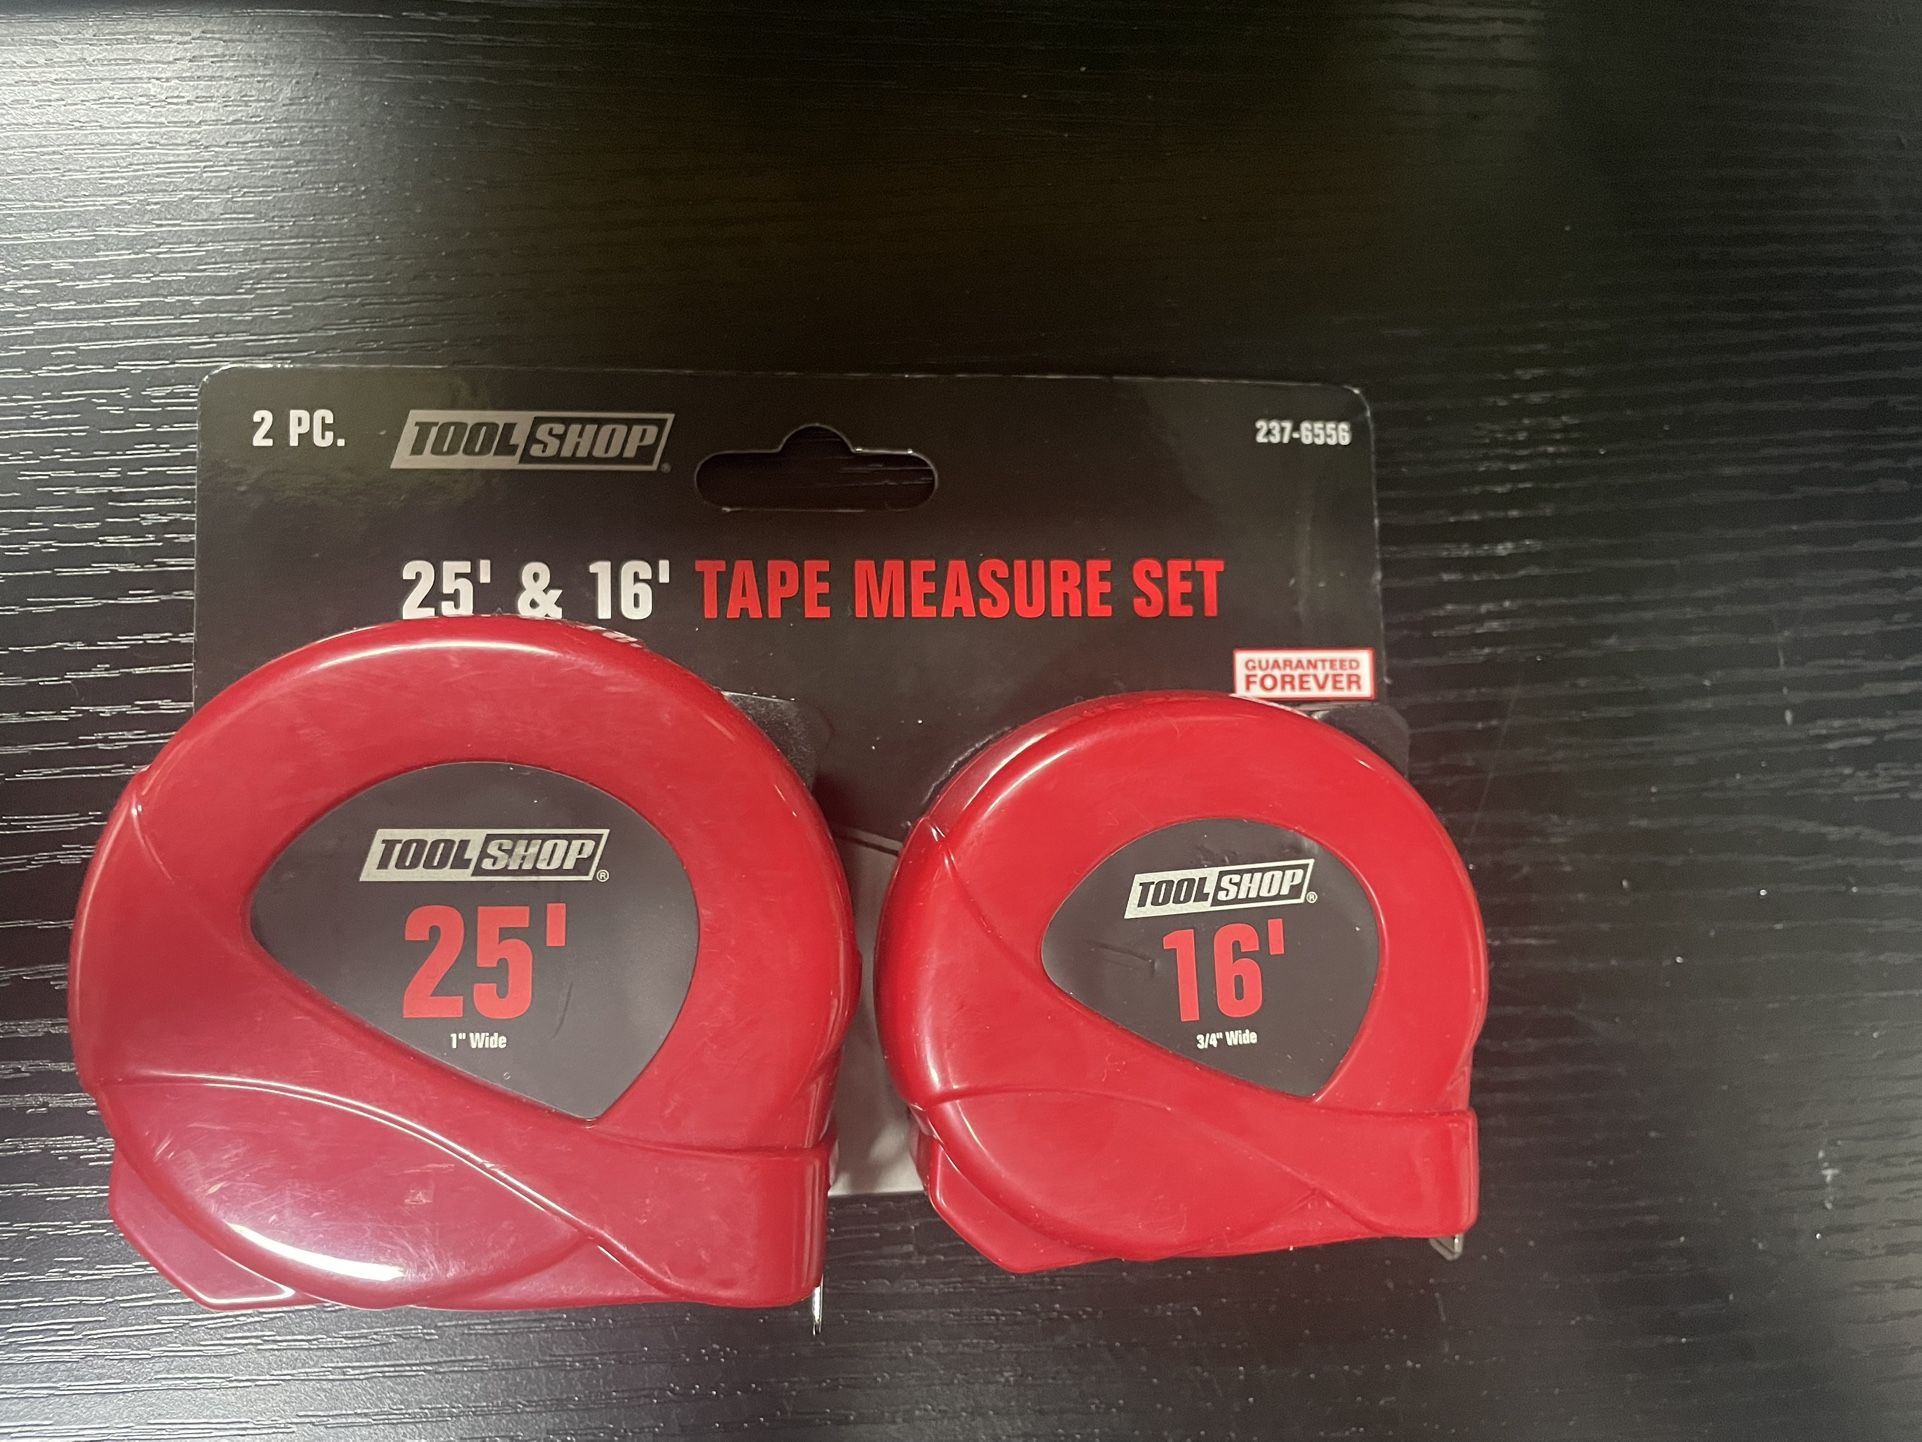 2 PC.
TOOL SHOP®
237-6556
25' & 16' TAPE MEASURE SET
GUARANTEED
FOREVER
TOOL SHOP®
25'
1" Wide
TOOL SHOP®
16'
3/4" Wide